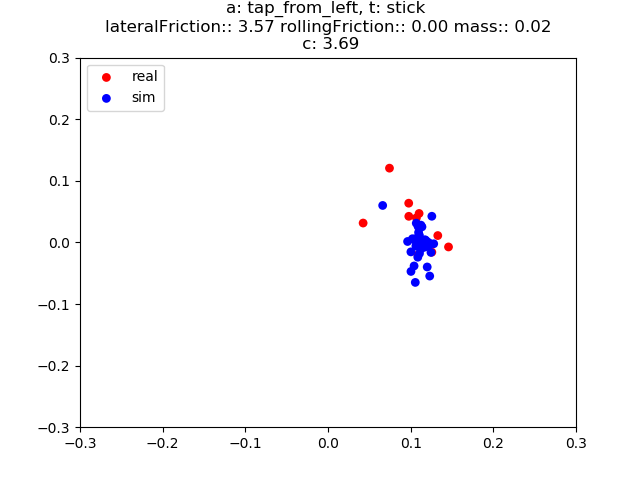 a: tap_from_left, t: stick
lateralFriction:: 3.57 rollingFriction:: 0.00 mass:: 0.02
c: 3.69
real
sim
0.3
0.2
0.1
0.0
−0.1
−0.2
−0.3
−0.3 −0.2 −0.1 0.0 0.1 0.2 0.3